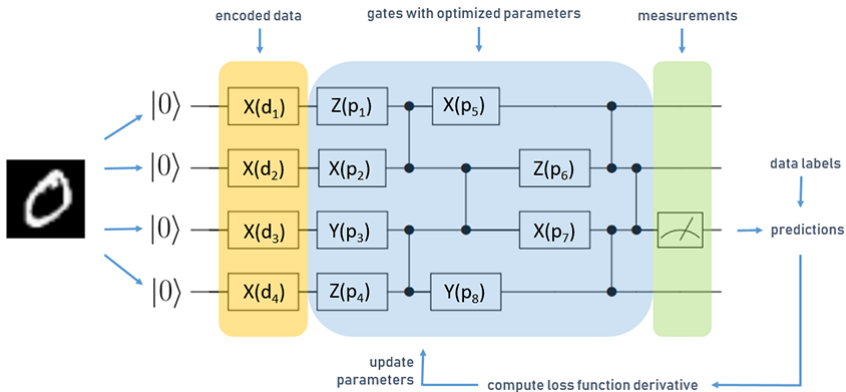 encoded data
gates with optimized parameters
measurements
|0⟩ X(d₁) Z(p₁) X(p₅)
|0⟩ X(d₂) X(p₂) Z(p₆)
|0⟩ X(d₃) Y(p₃) X(p₇)
|0⟩ X(d₄) Z(p₄) Y(p₈)
data labels
predictions
update
parameters
compute loss function derivative